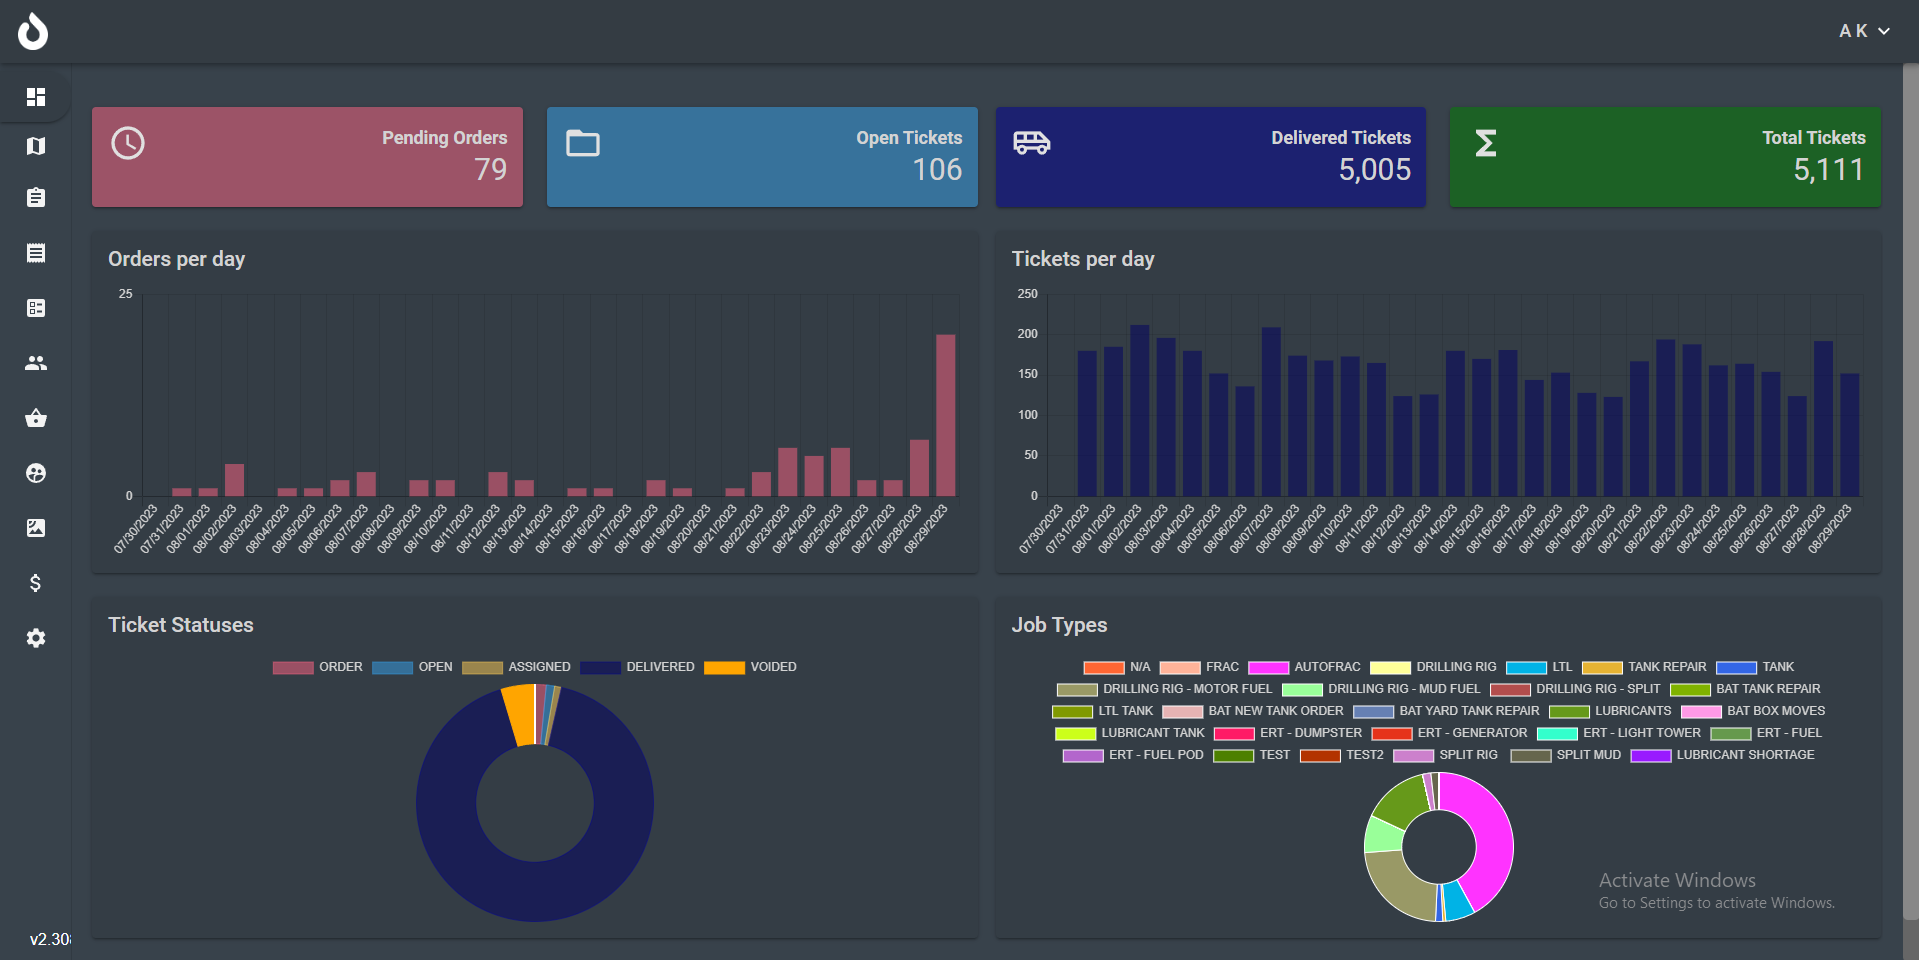 A K
Pending Orders
79
Open Tickets
106
Delivered Tickets
5,005
Total Tickets
5,111
Orders per day
25
0
07/30/2023 07/31/2023 08/01/2023 08/02/2023 08/03/2023 08/04/2023 08/05/2023 08/06/2023 08/07/2023 08/08/2023 08/09/2023 08/10/2023 08/11/2023 08/12/2023 08/13/2023 08/14/2023 08/15/2023 08/16/2023 08/17/2023 08/18/2023 08/19/2023 08/20/2023 08/21/2023 08/22/2023 08/23/2023 08/24/2023 08/25/2023 08/26/2023 08/27/2023 08/28/2023 08/29/2023
Tickets per day
250
200
150
100
50
0
07/30/2023 07/31/2023 08/01/2023 08/02/2023 08/03/2023 08/04/2023 08/05/2023 08/06/2023 08/07/2023 08/08/2023 08/09/2023 08/10/2023 08/11/2023 08/12/2023 08/13/2023 08/14/2023 08/15/2023 08/16/2023 08/17/2023 08/18/2023 08/19/2023 08/20/2023 08/21/2023 08/22/2023 08/23/2023 08/24/2023 08/25/2023 08/26/2023 08/27/2023 08/28/2023 08/29/2023
Ticket Statuses
ORDER OPEN ASSIGNED DELIVERED VOIDED
Job Types
N/A FRAC AUTOFRAC DRILLING RIG LTL TANK REPAIR TANK
DRILLING RIG - MOTOR FUEL DRILLING RIG - MUD FUEL DRILLING RIG - SPLIT BAT TANK REPAIR
LTL TANK BAT NEW TANK ORDER BAT YARD TANK REPAIR LUBRICANTS BAT BOX MOVES
LUBRICANT TANK ERT - DUMPSTER ERT - GENERATOR ERT - LIGHT TOWER ERT - FUEL
ERT - FUEL POD TEST TEST2 SPLIT RIG SPLIT MUD LUBRICANT SHORTAGE
Activate Windows
Go to Settings to activate Windows.
v2.30